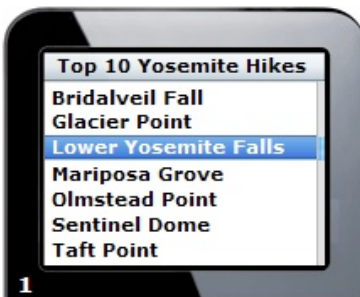 Top 10 Yosemite Hikes
Bridalveil Fall
Glacier Point
Lower Yosemite Falls
Mariposa Grove
Olmstead Point
Sentinel Dome
Taft Point
1